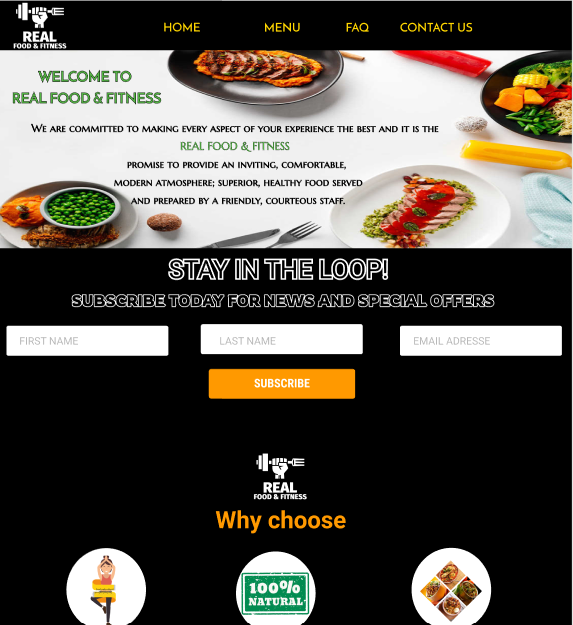 REAL
FOOD & FITNESS
HOME MENU FAQ CONTACT US
WELCOME TO
REAL FOOD & FITNESS
We are committed to making every aspect of your experience the best and it is the
REAL FOOD & FITNESS
promise to provide an inviting, comfortable,
modern atmosphere; superior, healthy food served
and prepared by a friendly, courteous staff.
STAY IN THE LOOP!
SUBSCRIBE TODAY FOR NEWS AND SPECIAL OFFERS
FIRST NAME LAST NAME EMAIL ADRESSE
SUBSCRIBE
REAL
FOOD & FITNESS
Why choose
100%
NATURAL